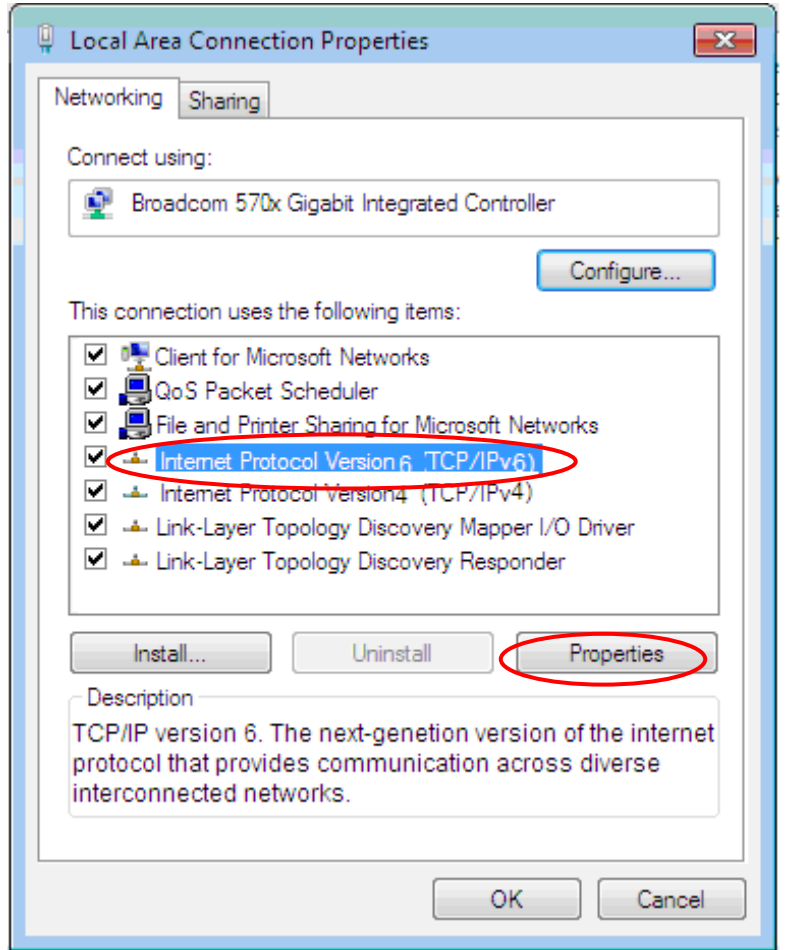 Local Area Connection Properties
Networking
Sharing
Connect using:
Broadcom 570x Gigabit Integrated Controller
Configure...
This connection uses the following items:
Client for Microsoft Networks
QoS Packet Scheduler
File and Printer Sharing for Microsoft Networks
Internet Protocol Version 6 (TCP/IPv6)
Internet Protocol Version4 (TCP/IPv4)
Link-Layer Topology Discovery Mapper I/O Driver
Link-Layer Topology Discovery Responder
Install...
Uninstall
Properties
Description
TCP/IP version 6. The next-genetion version of the internet
protocol that provides communication across diverse
interconnected networks.
OK
Cancel